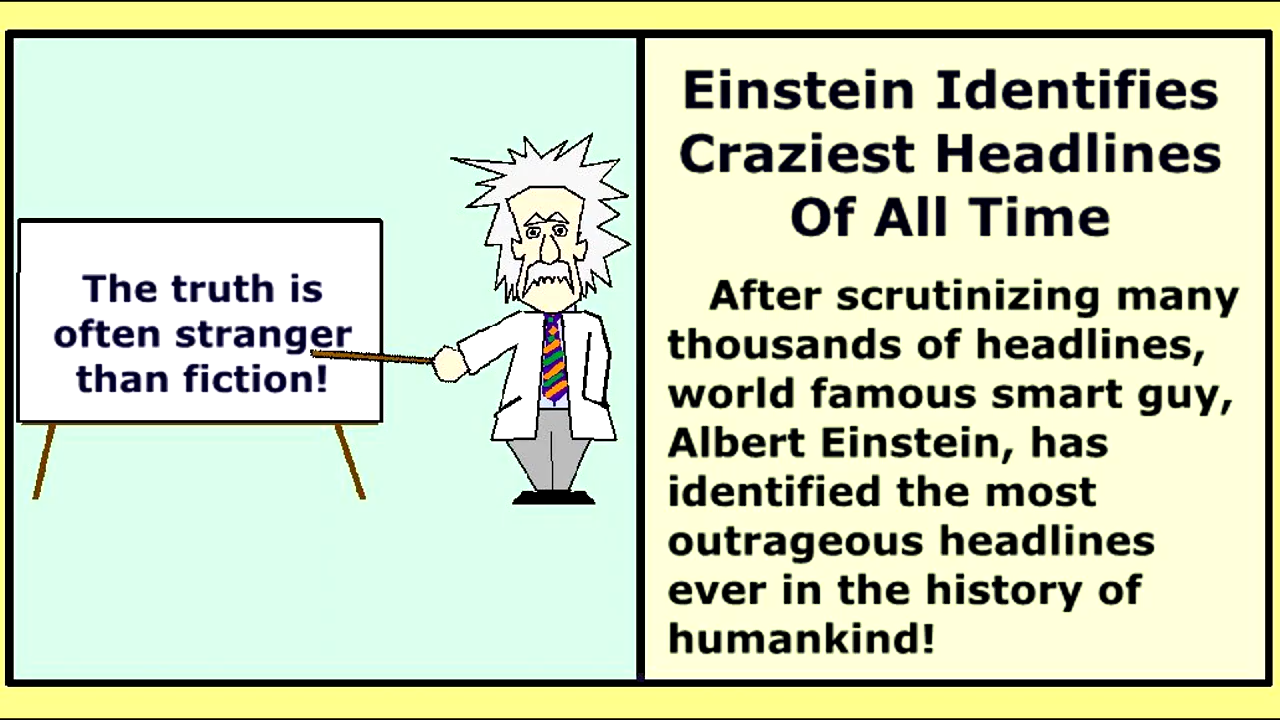 The truth is
often stranger
than fiction!
Einstein Identifies
Craziest Headlines
Of All Time
After scrutinizing many
thousands of headlines,
world famous smart guy,
Albert Einstein, has
identified the most
outrageous headlines
ever in the history of
humankind!